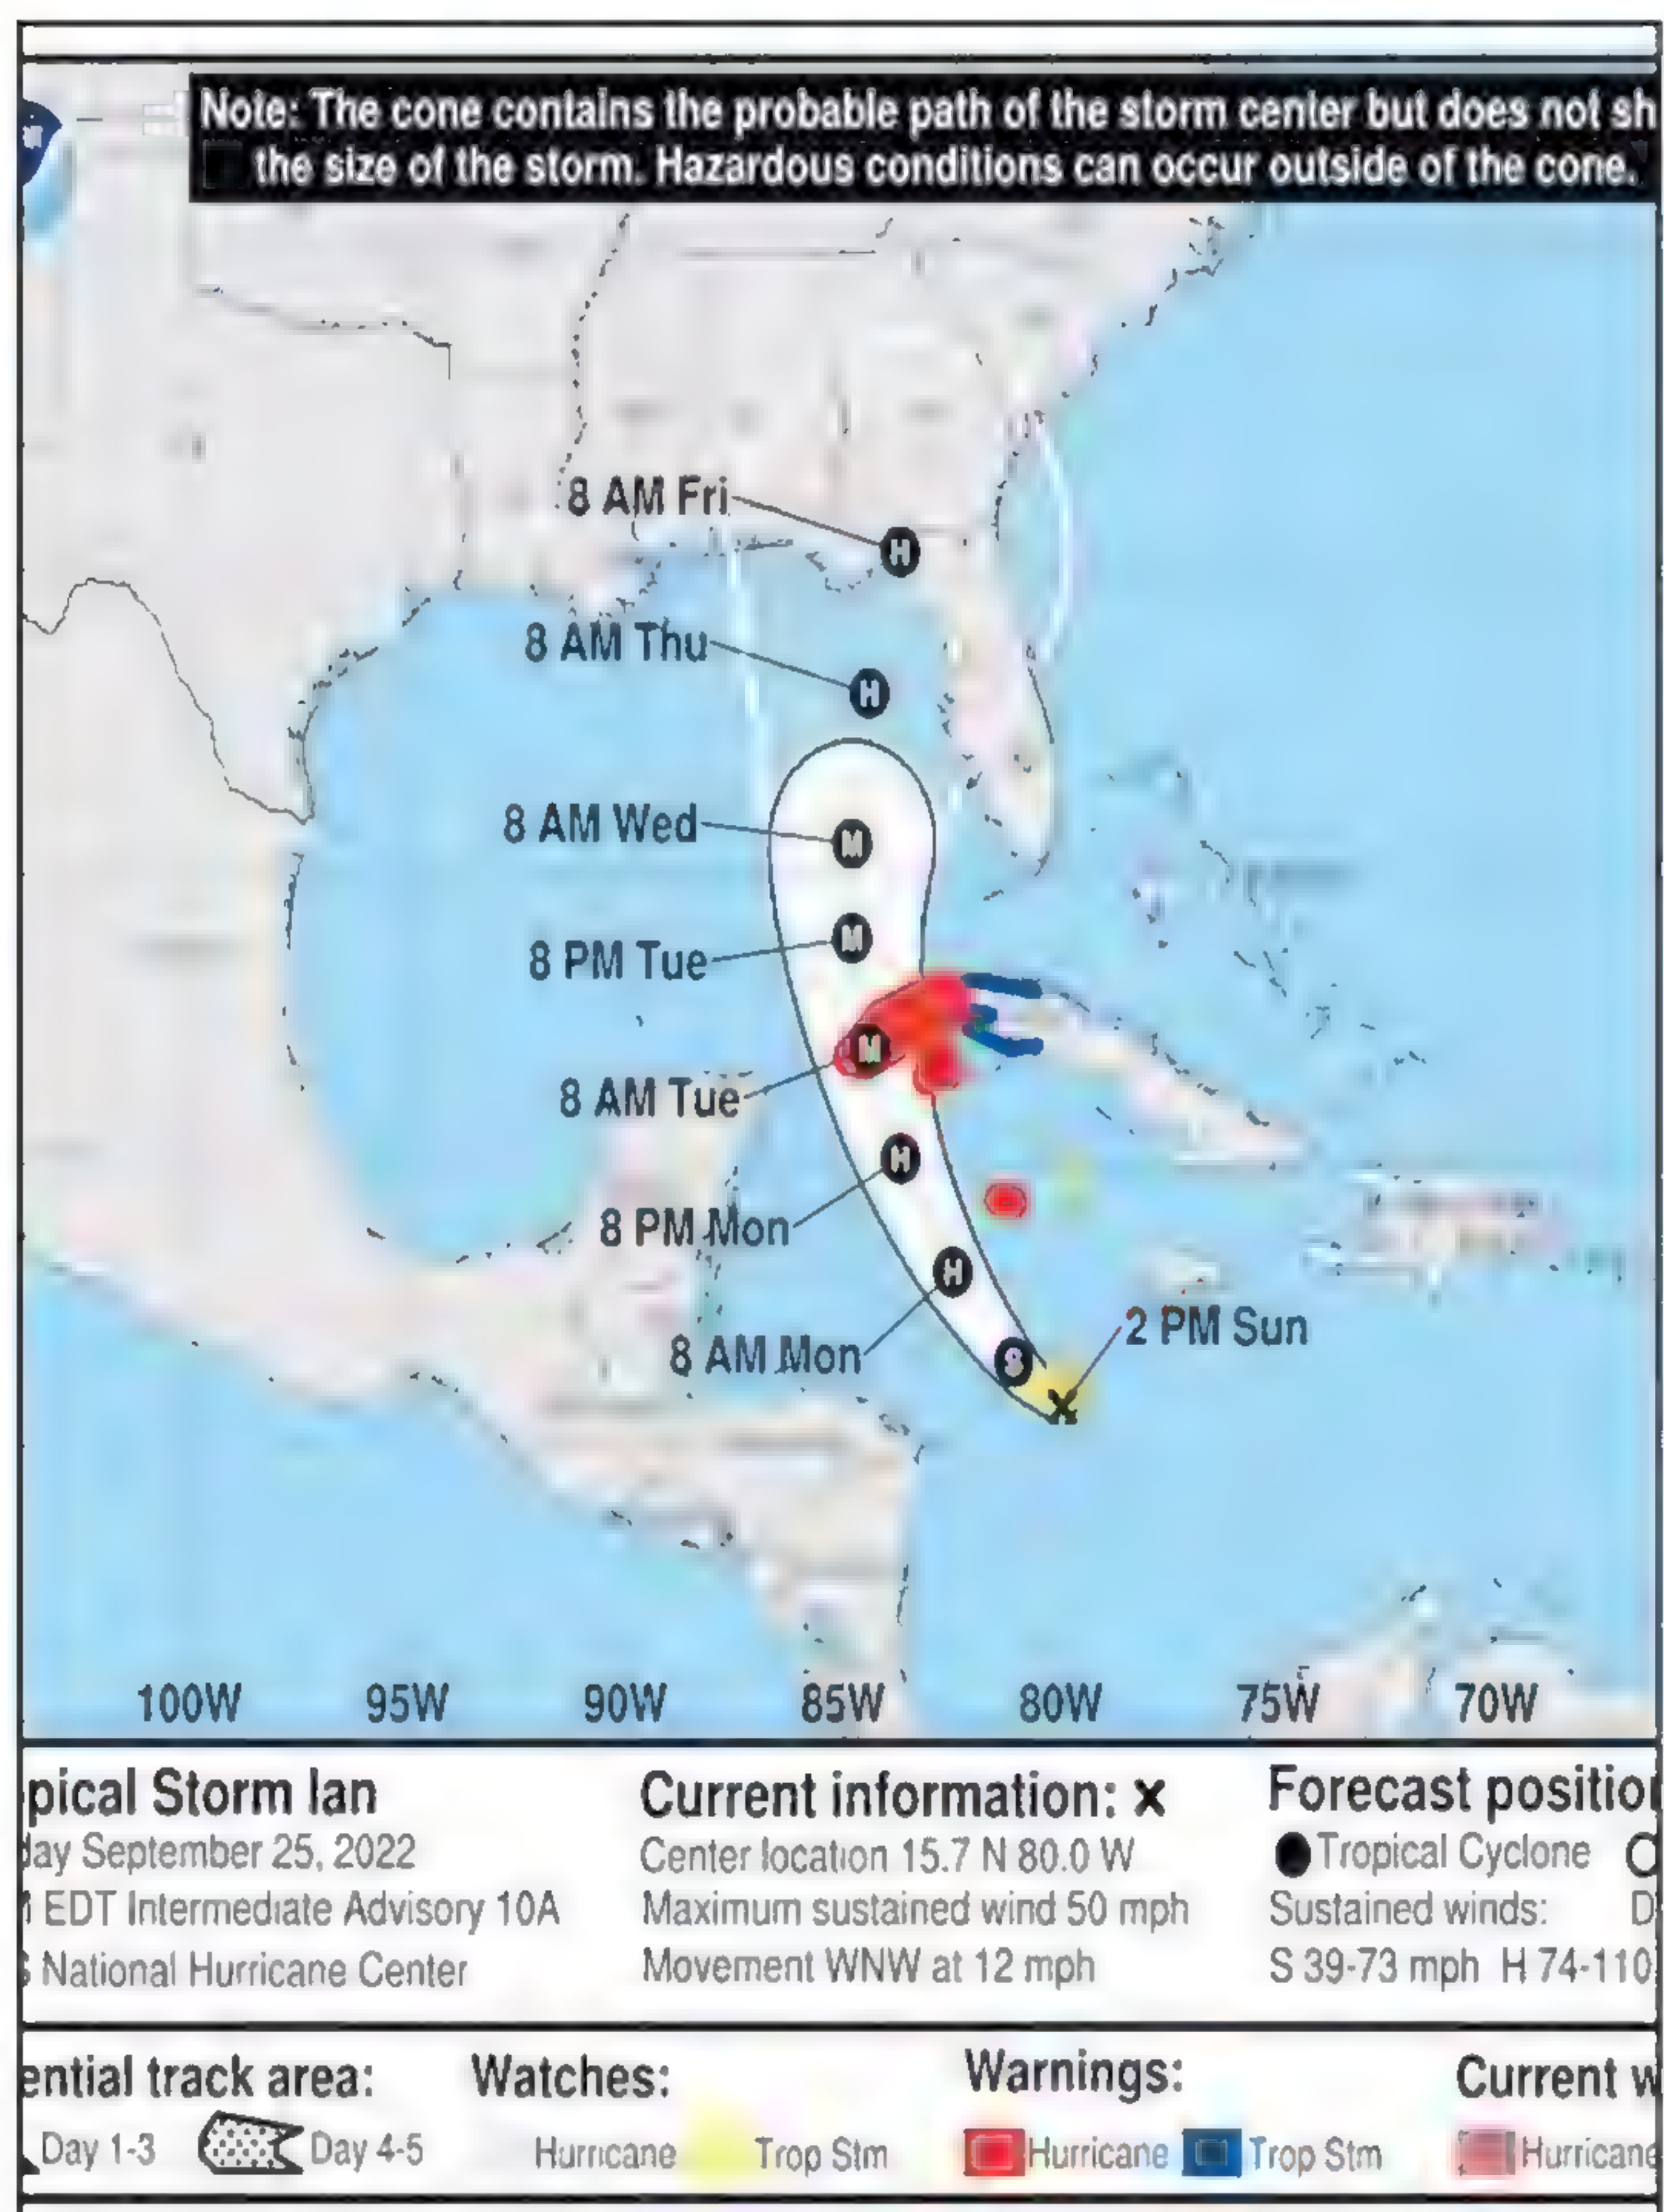 Note: The cone contains the probable path of the storm center but does not sh
the size of the storm. Hazardous conditions can occur outside of the cone.
8 AM Fri
H
8 AM Thu
H
8 AM Wed
M
8 PM Tue
M
8 AM Tue
M
H
8 PM Mon
H
8 AM Mon
S
2 PM Sun
X
100W 95W 90W 85W 80W 75W 70W
pical Storm Ian
day September 25, 2022
EDT Intermediate Advisory 10A
S National Hurricane Center
Current information: x
Center location 15.7 N 80.0 W
Maximum sustained wind 50 mph
Movement WNW at 12 mph
Forecast position
Tropical Cyclone
Sustained winds: D
S 39-73 mph H 74-110
ential track area:
Day 1-3 Day 4-5
Watches:
Hurricane Trop Stm
Warnings:
Hurricane Trop Stm
Current w
Hurricane